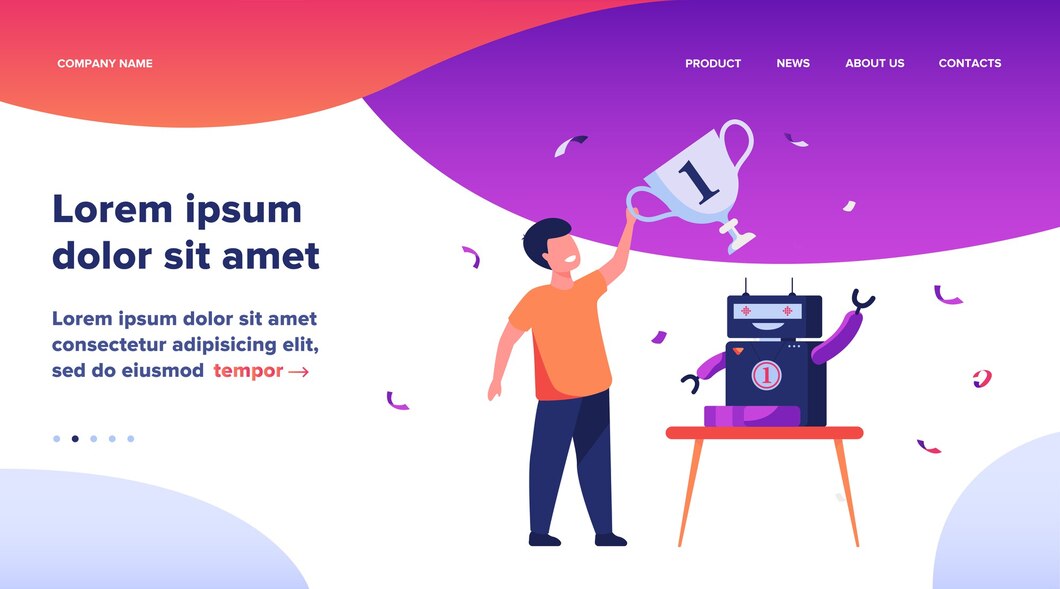 COMPANY NAME
PRODUCT NEWS ABOUT US CONTACTS
Lorem ipsum
dolor sit amet
Lorem ipsum dolor sit amet
consectetur adipisicing elit,
sed do eiusmod tempor →
1
1